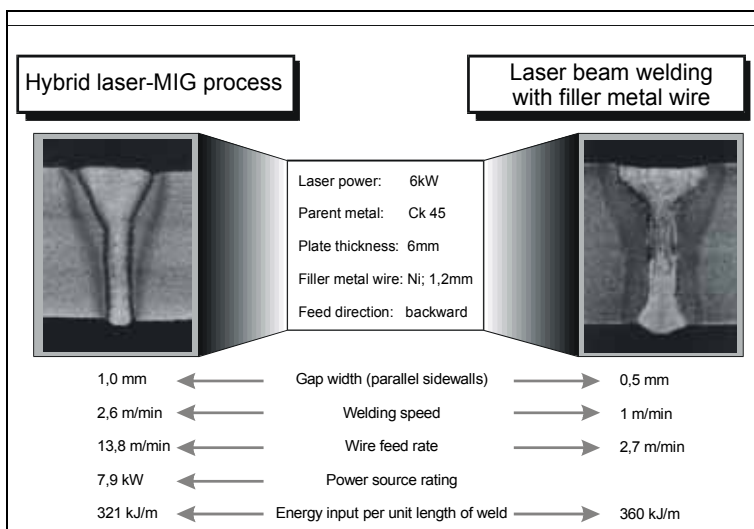 Hybrid laser-MIG process
Laser beam welding
with filler metal wire
Laser power: 6kW
Parent metal: Ck 45
Plate thickness: 6mm
Filler metal wire: Ni; 1,2mm
Feed direction: backward
1,0 mm Gap width (parallel sidewalls) 0,5 mm
2,6 m/min Welding speed 1 m/min
13,8 m/min Wire feed rate 2,7 m/min
7,9 kW Power source rating
321 kJ/m Energy input per unit length of weld 360 kJ/m